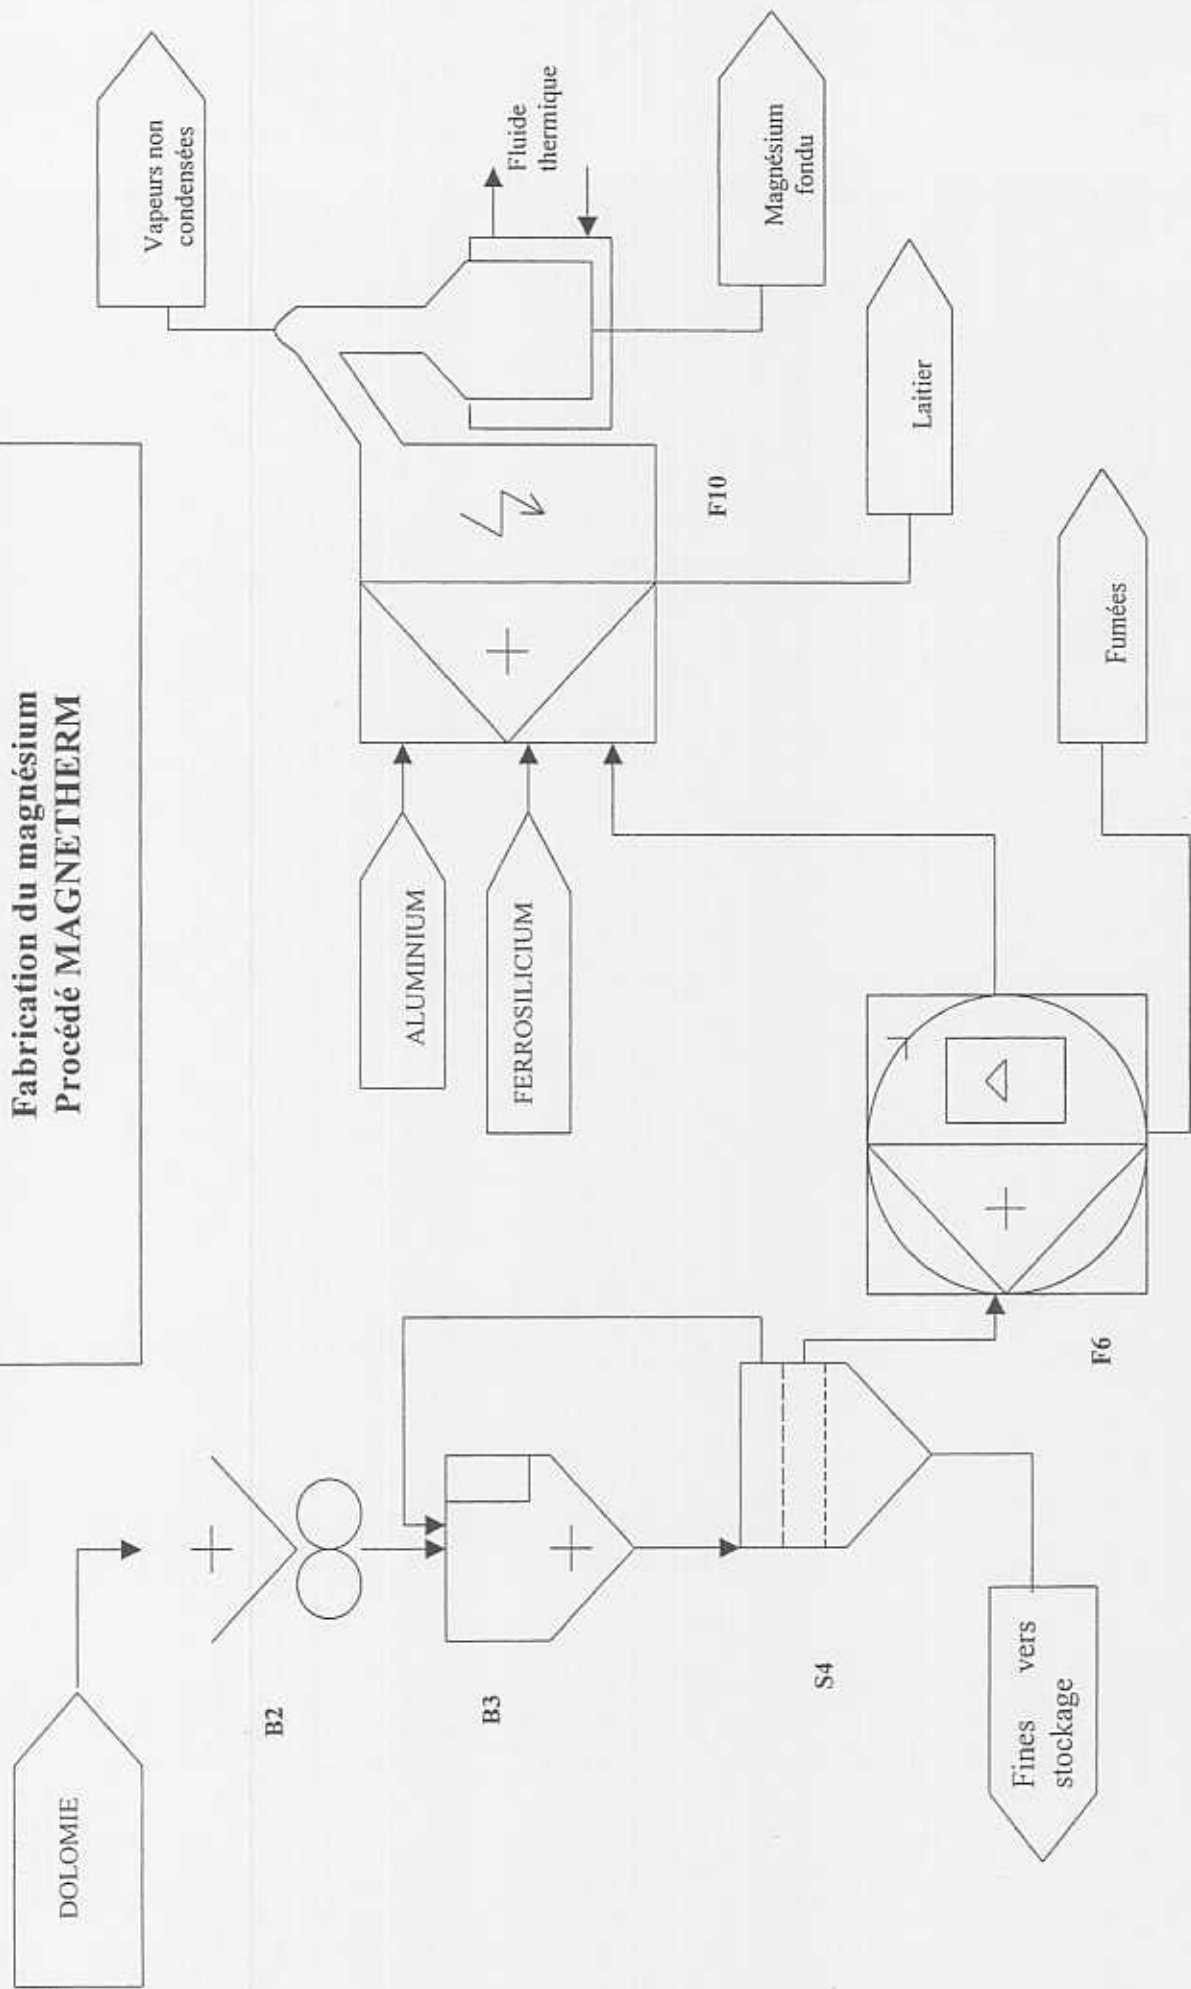 Fabrication du magnésium
Procédé MAGNETHERM
DOLOMIE
B2
B3
S4
Fines vers
stockage
F6
Fumées
ALUMINIUM
FERROSILICIUM
F10
Laitier
Vapeurs non
condensées
Fluide
thermique
Magnésium
fondu